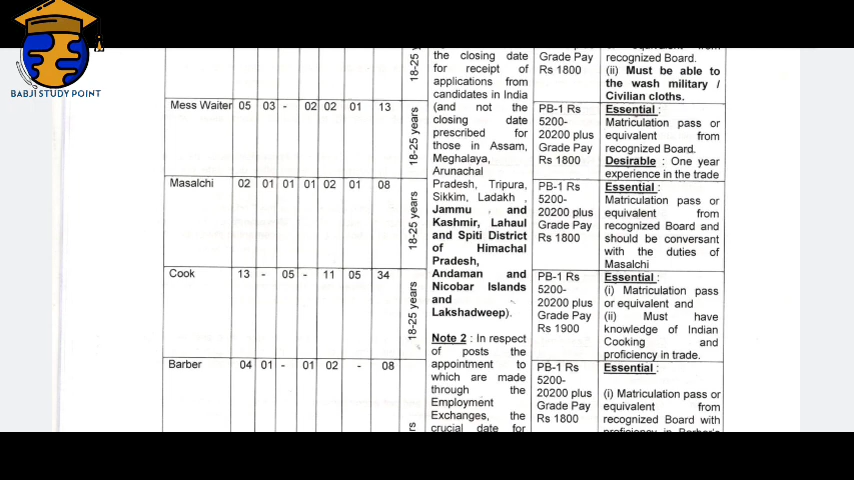 BABJI STUDY POINT
18-25 years
the closing date
for receipt of
applications from
candidates in India
(and not the
closing date
prescribed for
those in Assam,
Meghalaya,
Arunachal
Pradesh, Tripura,
Sikkim, Ladakh ,
Jammu , and
Kashmir, Lahaul
and Spiti District
of Himachal
Pradesh,
Andaman and
Nicobar Islands
and
Lakshadweep).
Note 2 : In respect
of posts the
appointment to
which are made
through the
Employment
Exchanges, the
crucial date for
Grade Pay
Rs 1800
recognized Board.
(ii) Must be able to
the wash military /
Civilian cloths.
Mess Waiter 05 03 - 02 02 01 13
18-25 years
PB-1 Rs
5200-
20200 plus
Grade Pay
Rs 1800
Essential :
Matriculation pass or
equivalent from
recognized Board.
Desirable : One year
experience in the trade
Masalchi 02 01 01 01 02 01 08
18-25 years
PB-1 Rs
5200-
20200 plus
Grade Pay
Rs 1800
Essential :
Matriculation pass or
equivalent from
recognized Board and
should be conversant
with the duties of
Masalchi
Cook 13 - 05 - 11 05 34
18-25 years
PB-1 Rs
5200-
20200 plus
Grade Pay
Rs 1900
Essential :
(i) Matriculation pass
or equivalent and
(ii) Must have
knowledge of Indian
Cooking and
proficiency in trade.
Barber 04 01 - 01 02 - 08
PB-1 Rs
5200-
20200 plus
Grade Pay
Rs 1800
Essential :
(i) Matriculation pass or
equivalent from
recognized Board with